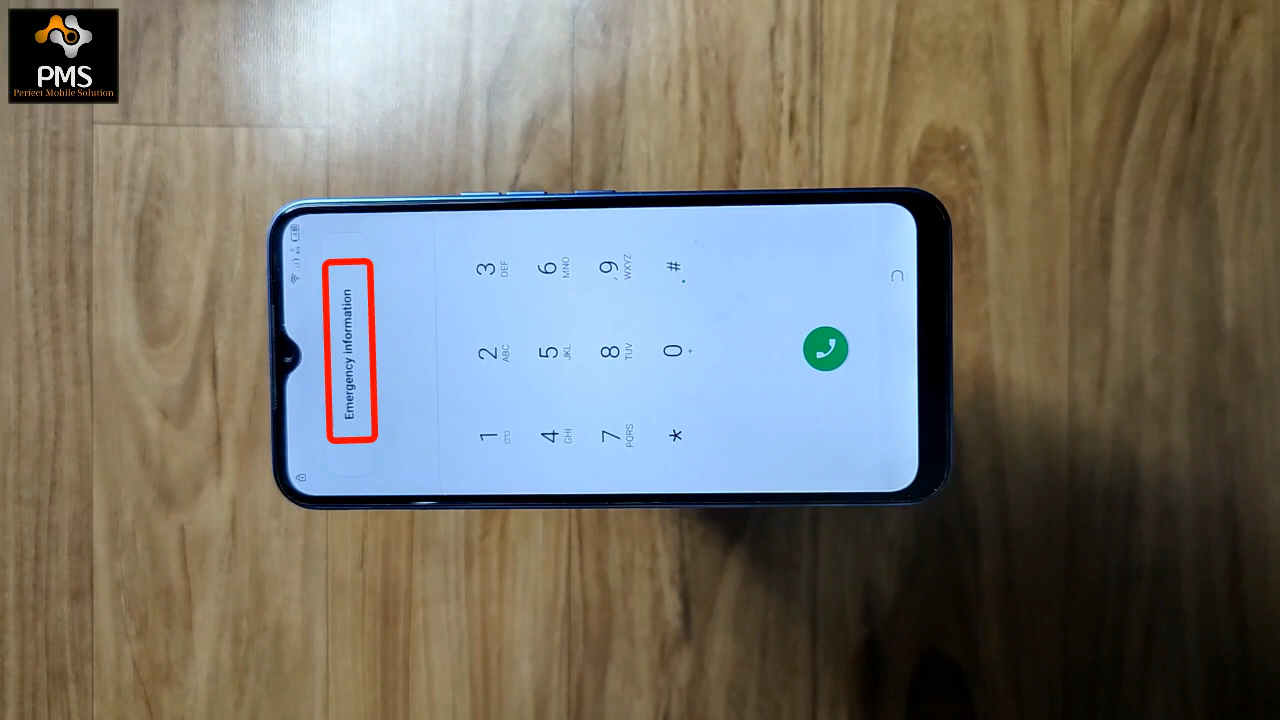 PMS
Perfect Mobile Solution
Emergency information
1
2 ABC
3 DEF
4 GHI
5 JKL
6 MNO
7 PQRS
8 TUV
9 WXYZ
*
0 +
#